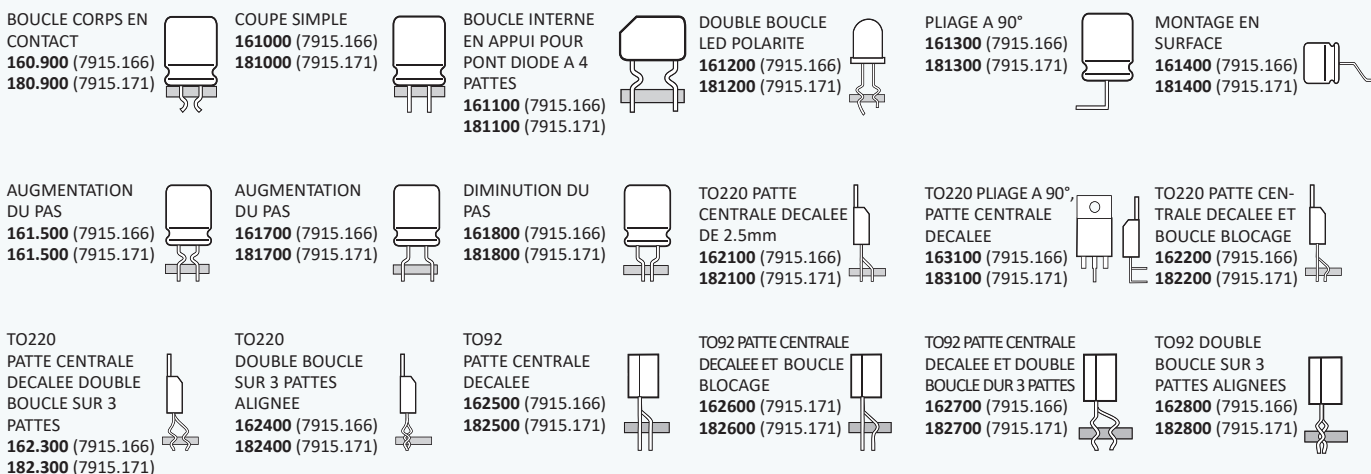 BOUCLE CORPS EN
CONTACT
160.900 (7915.166)
180.900 (7915.171)
COUPE SIMPLE
161000 (7915.166)
181000 (7915.171)
BOUCLE INTERNE
EN APPUI POUR
PONT DIODE A 4
PATTES
161100 (7915.166)
181100 (7915.171)
DOUBLE BOUCLE
LED POLARITE
161200 (7915.166)
181200 (7915.171)
PLIAGE A 90°
161300 (7915.166)
181300 (7915.171)
MONTAGE EN
SURFACE
161400 (7915.166)
181400 (7915.171)
AUGMENTATION
DU PAS
161.500 (7915.166)
161.500 (7915.171)
AUGMENTATION
DU PAS
161700 (7915.166)
181700 (7915.171)
DIMINUTION DU
PAS
161800 (7915.166)
181800 (7915.171)
TO220 PATTE
CENTRALE DECALEE
DE 2.5mm
162100 (7915.166)
182100 (7915.171)
TO220 PLIAGE A 90°,
PATTE CENTRALE
DECALEE
163100 (7915.166)
183100 (7915.171)
TO220 PATTE CEN-
TRALE DECALEE ET
BOUCLE BLOCAGE
162200 (7915.166)
182200 (7915.171)
TO220
PATTE CENTRALE
DECALEE DOUBLE
BOUCLE SUR 3
PATTES
162.300 (7915.166)
182.300 (7915.171)
TO220
DOUBLE BOUCLE
SUR 3 PATTES
ALIGNEE
162400 (7915.166)
182400 (7915.171)
TO92
PATTE CENTRALE
DECALEE
162500 (7915.166)
182500 (7915.171)
TO92 PATTE CENTRALE
DECALEE ET BOUCLE
BLOCAGE
162600 (7915.171)
182600 (7915.171)
TO92 PATTE CENTRALE
DECALEE ET DOUBLE
BOUCLE DUR 3 PATTES
162700 (7915.166)
182700 (7915.171)
TO92 DOUBLE
BOUCLE SUR 3
PATTES ALIGNEES
162800 (7915.166)
182800 (7915.171)